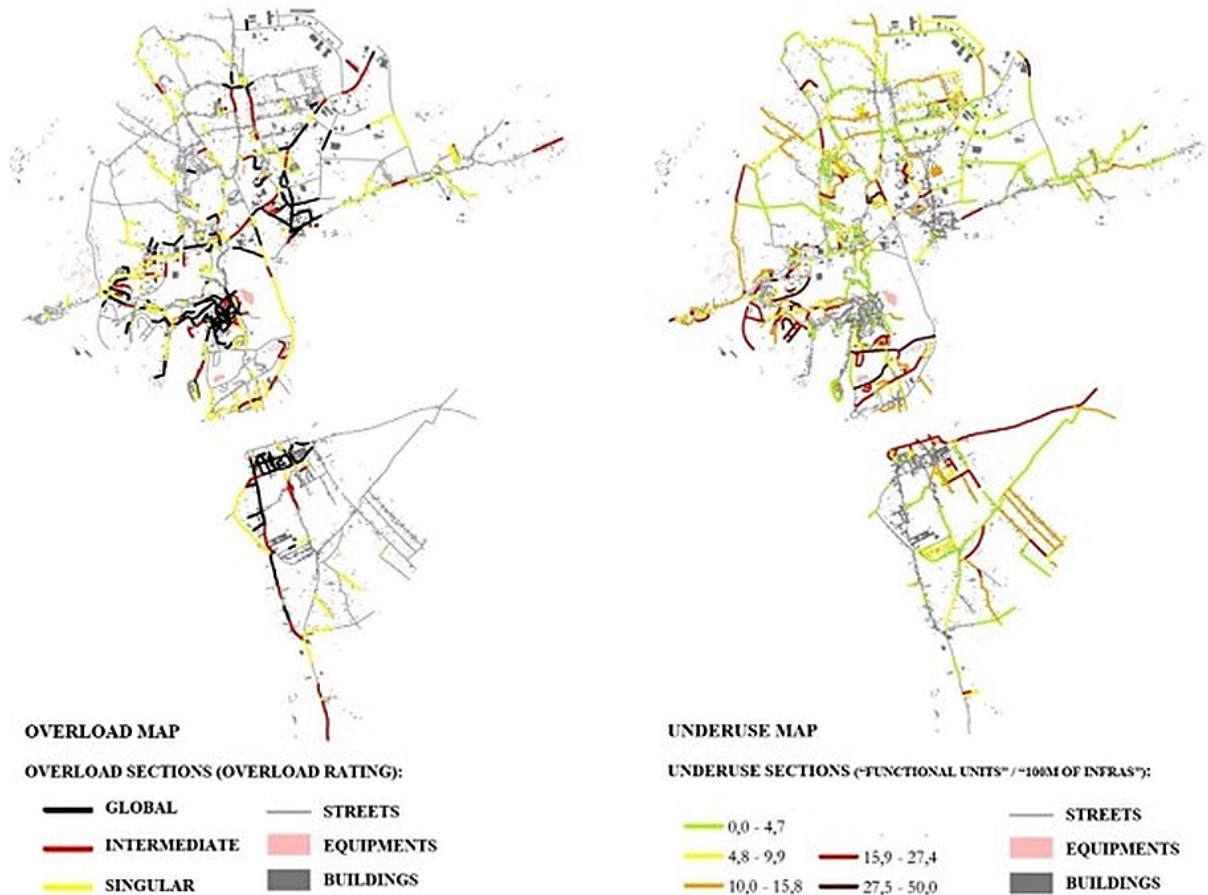 OVERLOAD MAP
OVERLOAD SECTIONS (OVERLOAD RATING):
GLOBAL
INTERMEDIATE
SINGULAR
STREETS
EQUIPMENTS
BUILDINGS
UNDERUSE MAP
UNDERUSE SECTIONS ("FUNCTIONAL UNITS" / "100M OF INFRAS"):
0,0 - 4,7
4,8 - 9,9
10,0 - 15,8
15,9 - 27,4
27,5 - 50,0
STREETS
EQUIPMENTS
BUILDINGS